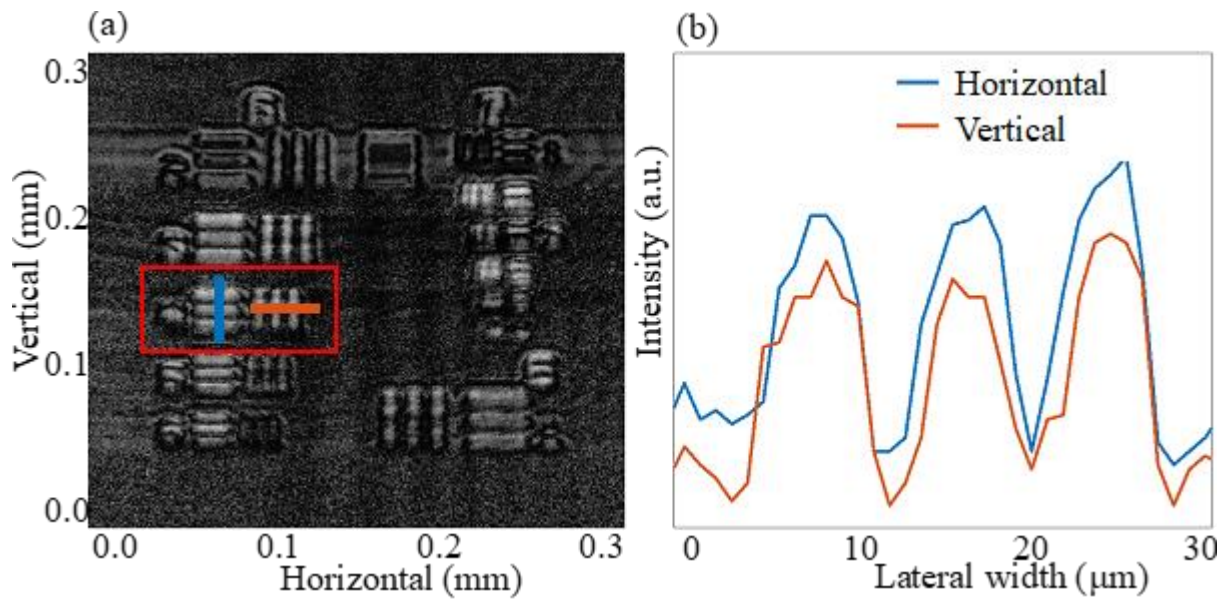 (a)
0.3
0.2
0.1
0.0
Vertical (mm)
0.0 0.1 0.2 0.3
Horizontal (mm)
(b)
Horizontal
Vertical
Intensity (a.u.)
0 10 20 30
Lateral width (μm)